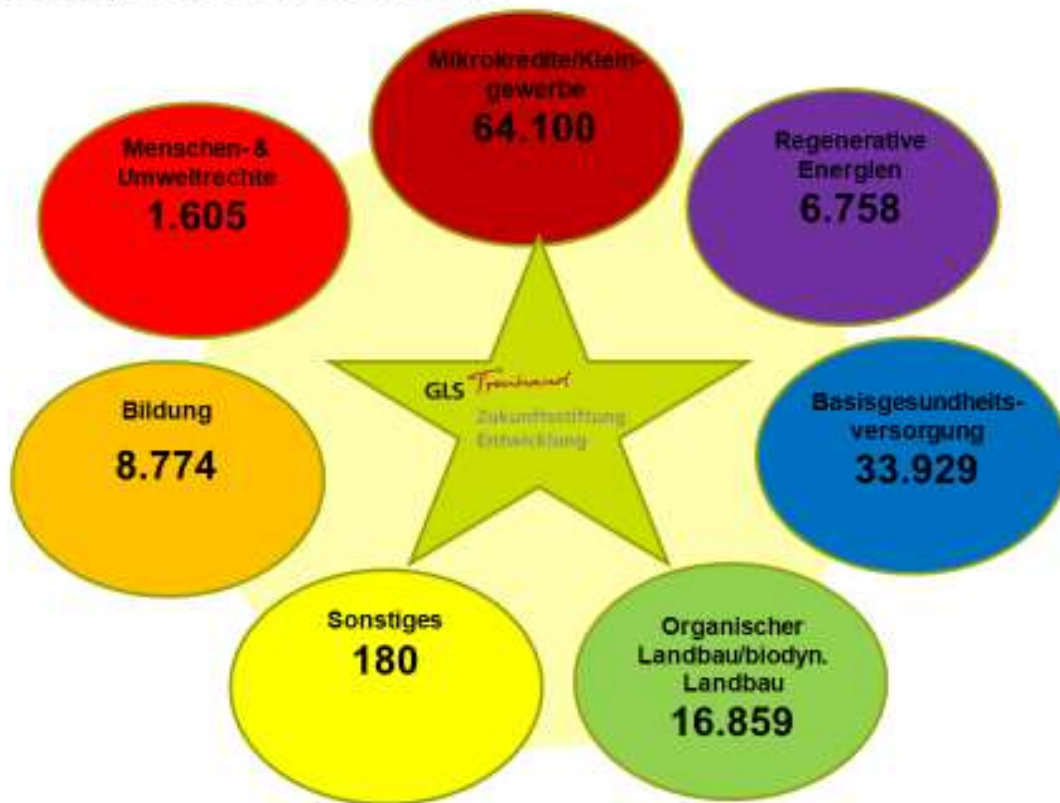 Mikrokredite/Klein-
gewerbe
64.100
Regenerative
Energien
6.758
Basisgesundheits-
versorgung
33.929
Organischer
Landbau/biodyn.
Landbau
16.859
Sonstiges
180
Bildung
8.774
Menschen- &
Umweltrechte
1.605
GLS Treuhand
Zukunftsstiftung
Entwicklung